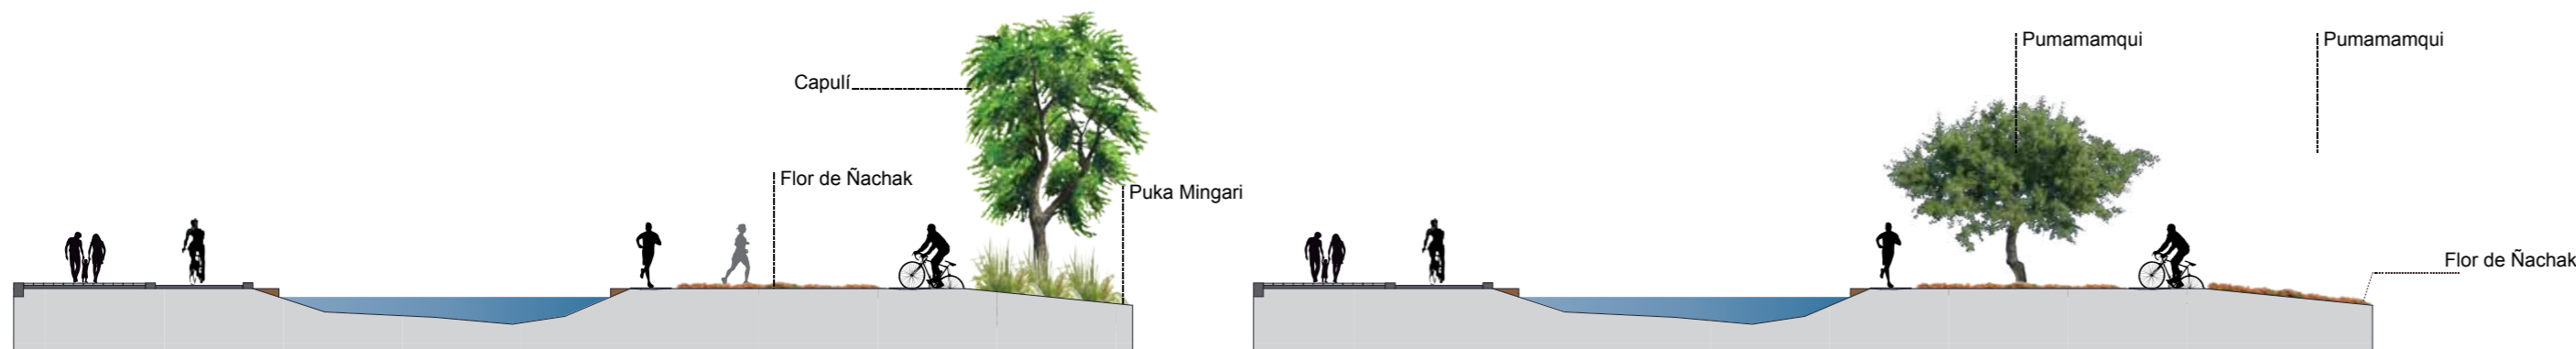 Capulí
Flor de Ñachak
Puka Mingari
Pumamamqui
Pumamamqui
Flor de Ñachak